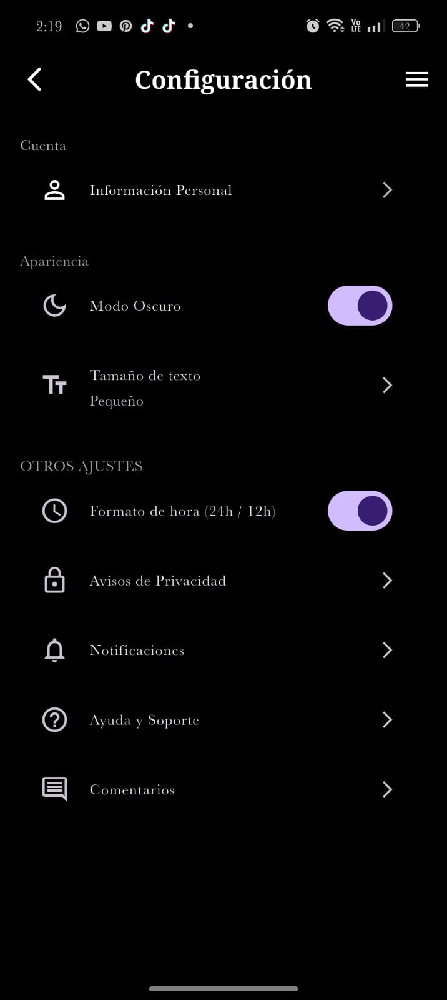 2:19
Vo
LTE
42
Configuración
Cuenta
Información Personal
Apariencia
Modo Oscuro
Tamaño de texto
Pequeño
OTROS AJUSTES
Formato de hora (24h / 12h)
Avisos de Privacidad
Notificaciones
Ayuda y Soporte
Comentarios